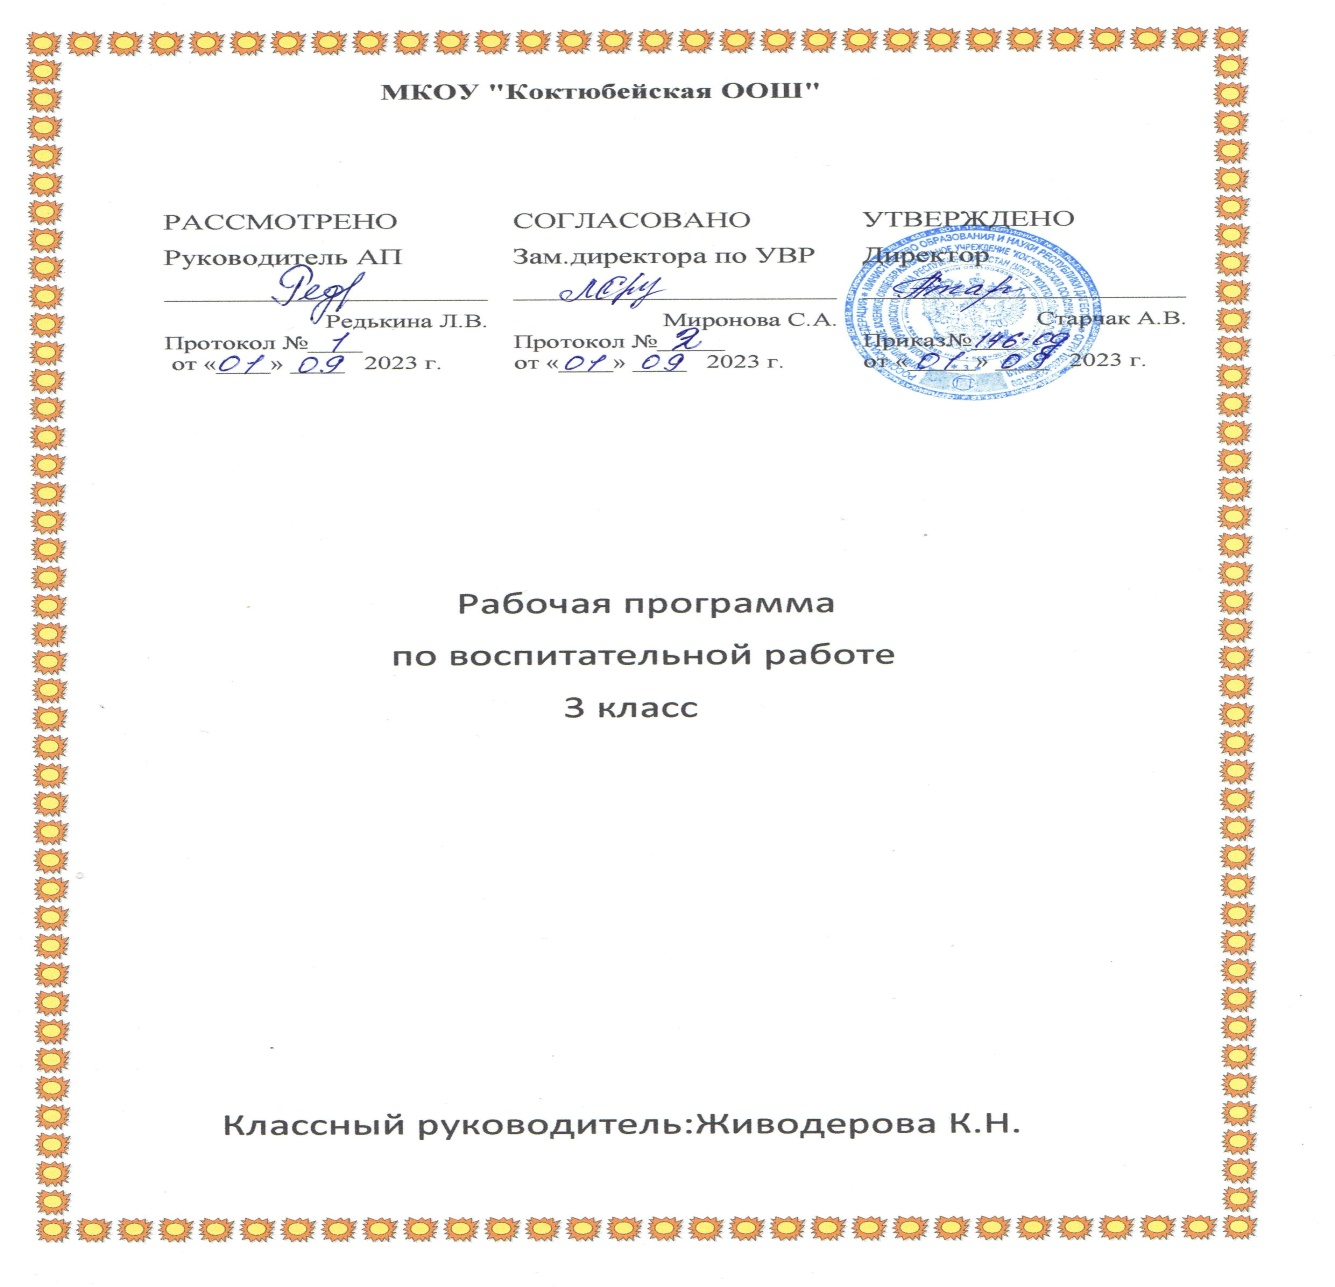 МКОУ "Коктюбейская ООШ"
РАССМОТРЕНО
Руководитель АП
Редькина Л.В.
Протокол № 1
от «01» 09 2023 г.
СОГЛАСОВАНО
Зам.директора по УВР
Миронова С.А.
Протокол № 2
от «01» 09 2023 г.
УТВЕРЖДЕНО
Директор
Старчак А.В.
Приказ№ 146-од
от «01» 09 2023 г.
Рабочая программа
по воспитательной работе
3 класс
Классный руководитель:Живодерова К.Н.